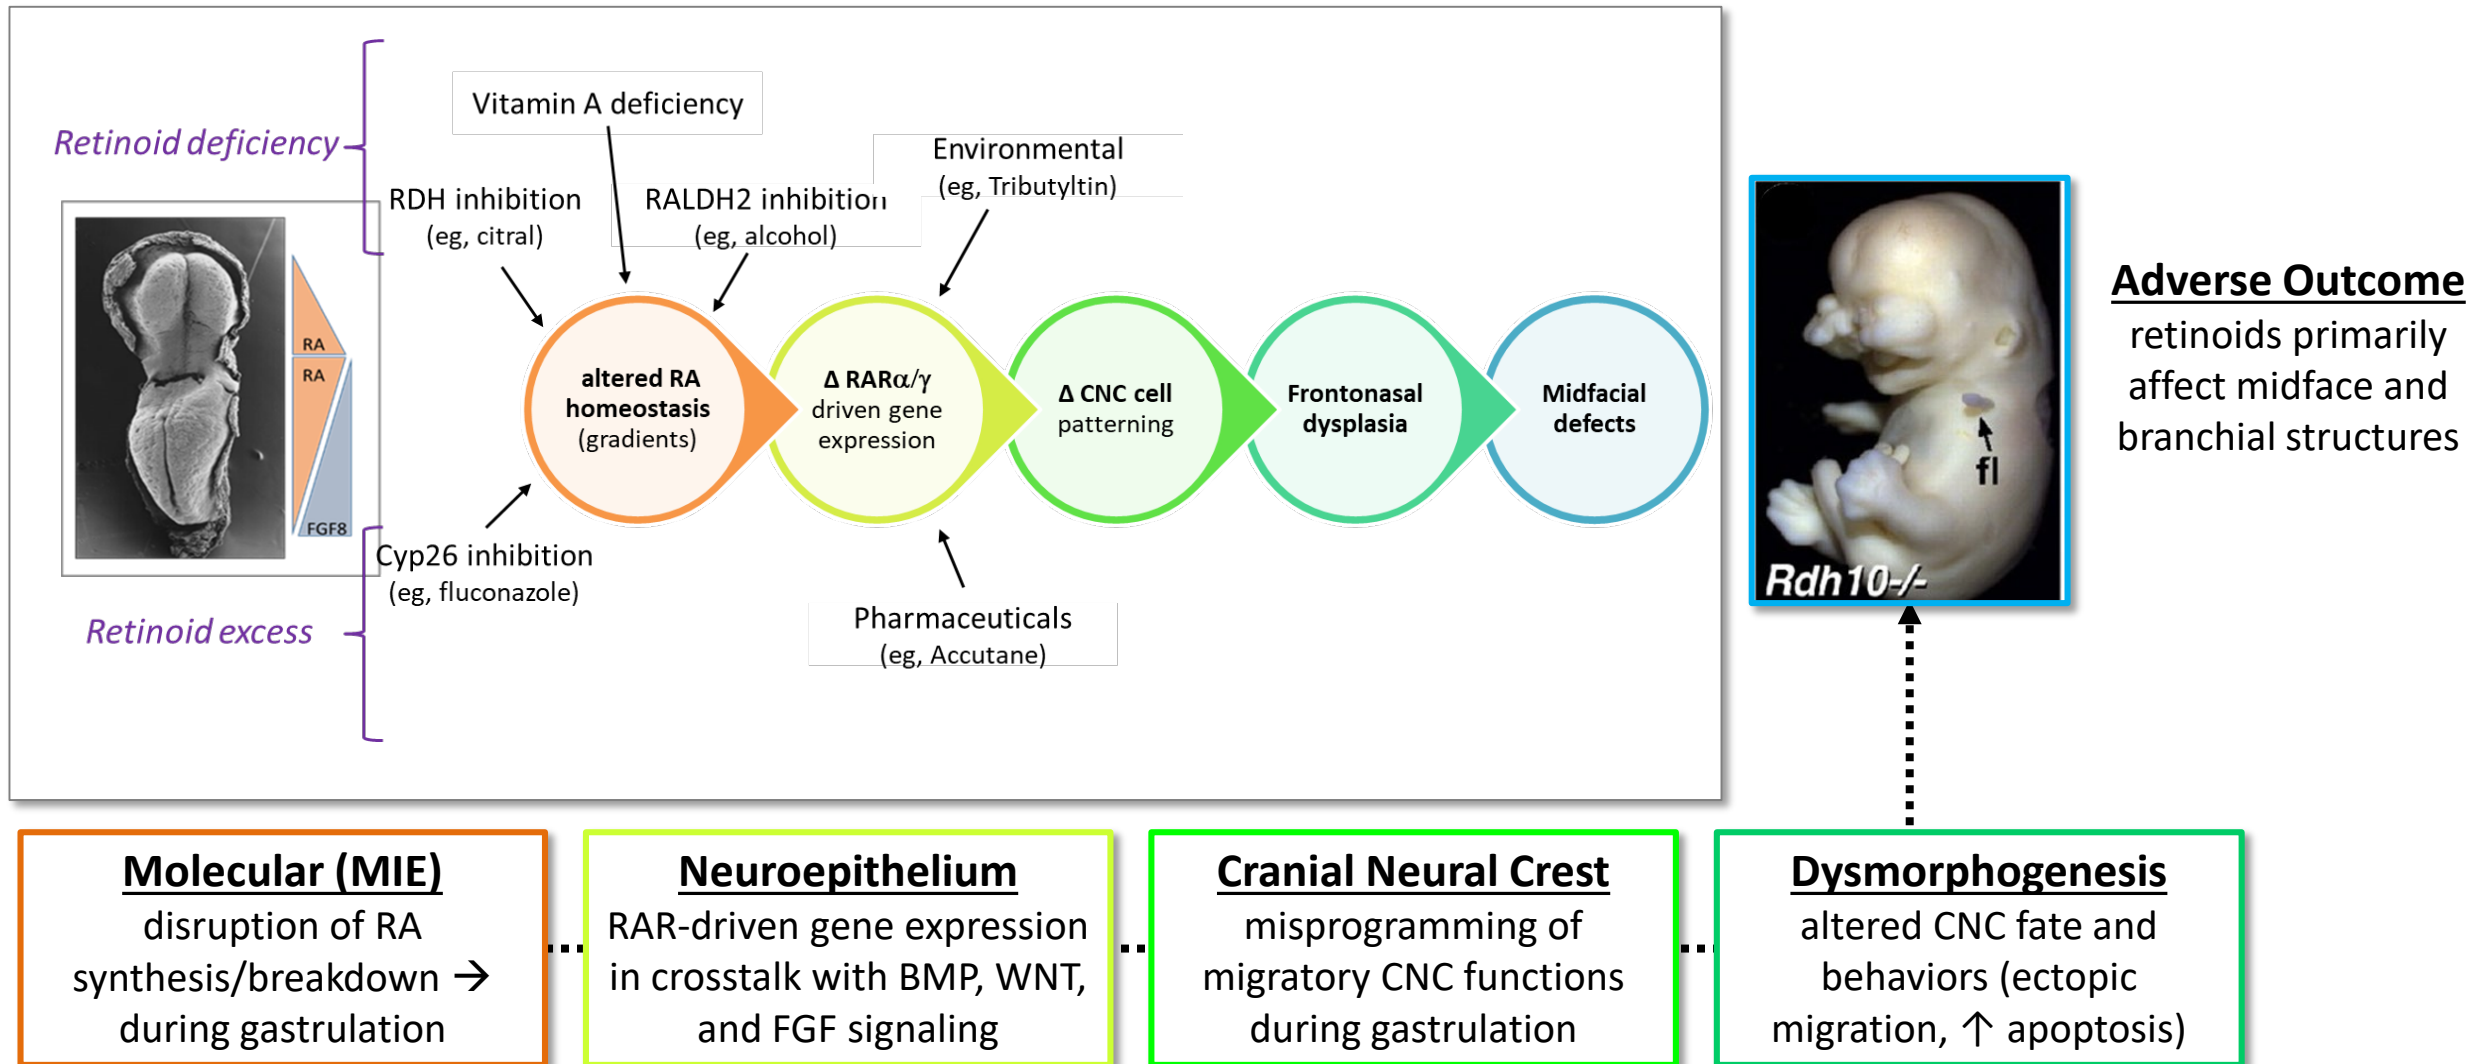 Retinoid deficiency
Vitamin A deficiency
RDH inhibition
(eg, citral)
RALDH2 inhibition
(eg, alcohol)
Environmental
(eg, Tributyltin)
RA
RA
FGF8
altered RA
homeostasis
(gradients)
Δ RARα/γ
driven gene
expression
Δ CNC cell
patterning
Frontonasal
dysplasia
Midfacial
defects
Cyp26 inhibition
(eg, fluconazole)
Retinoid excess
Pharmaceuticals
(eg, Accutane)
fl
Rdh10-/-
Adverse Outcome
retinoids primarily
affect midface and
branchial structures
Molecular (MIE)
disruption of RA
synthesis/breakdown →
during gastrulation
Neuroepithelium
RAR-driven gene expression
in crosstalk with BMP, WNT,
and FGF signaling
Cranial Neural Crest
misprogramming of
migratory CNC functions
during gastrulation
Dysmorphogenesis
altered CNC fate and
behaviors (ectopic
migration, ↑ apoptosis)